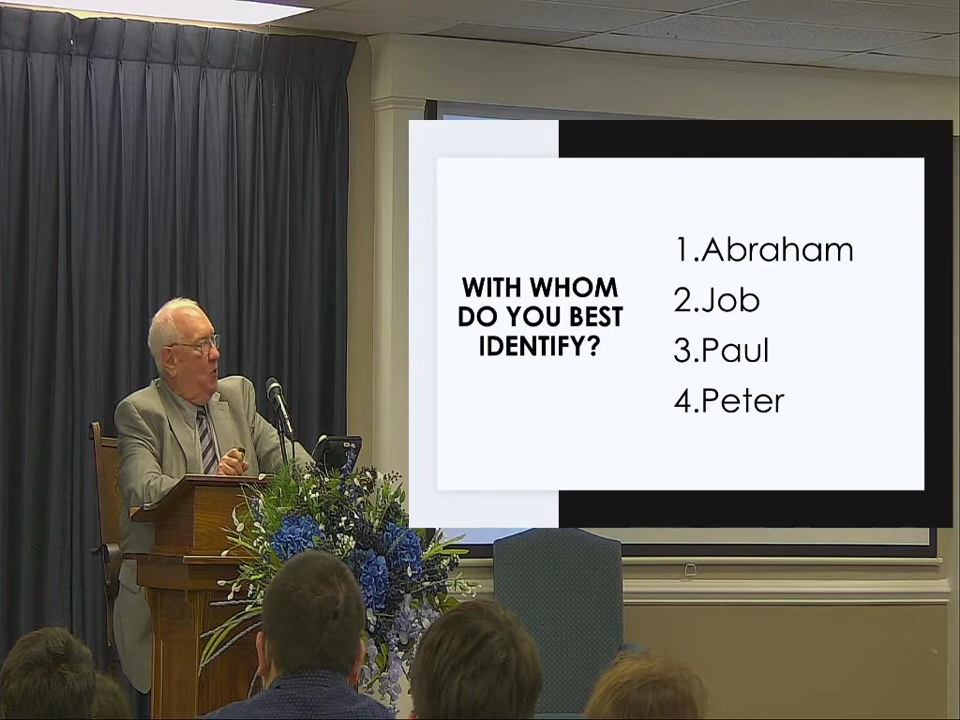 WITH WHOM
DO YOU BEST
IDENTIFY?
1.Abraham
2.Job
3.Paul
4.Peter